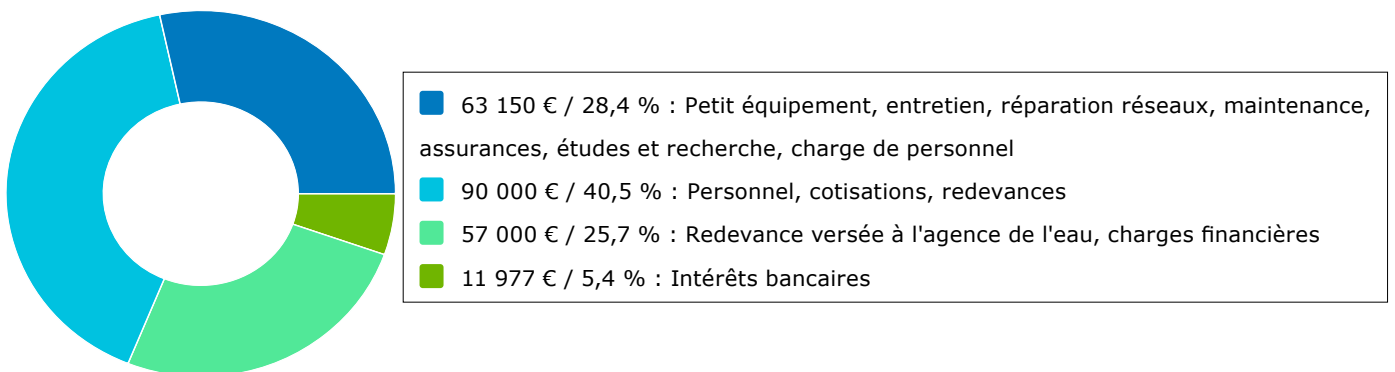 63 150 € / 28,4 % : Petit équipement, entretien, réparation réseaux, maintenance,
assurances, études et recherche, charge de personnel
90 000 € / 40,5 % : Personnel, cotisations, redevances
57 000 € / 25,7 % : Redevance versée à l'agence de l'eau, charges financières
11 977 € / 5,4 % : Intérêts bancaires